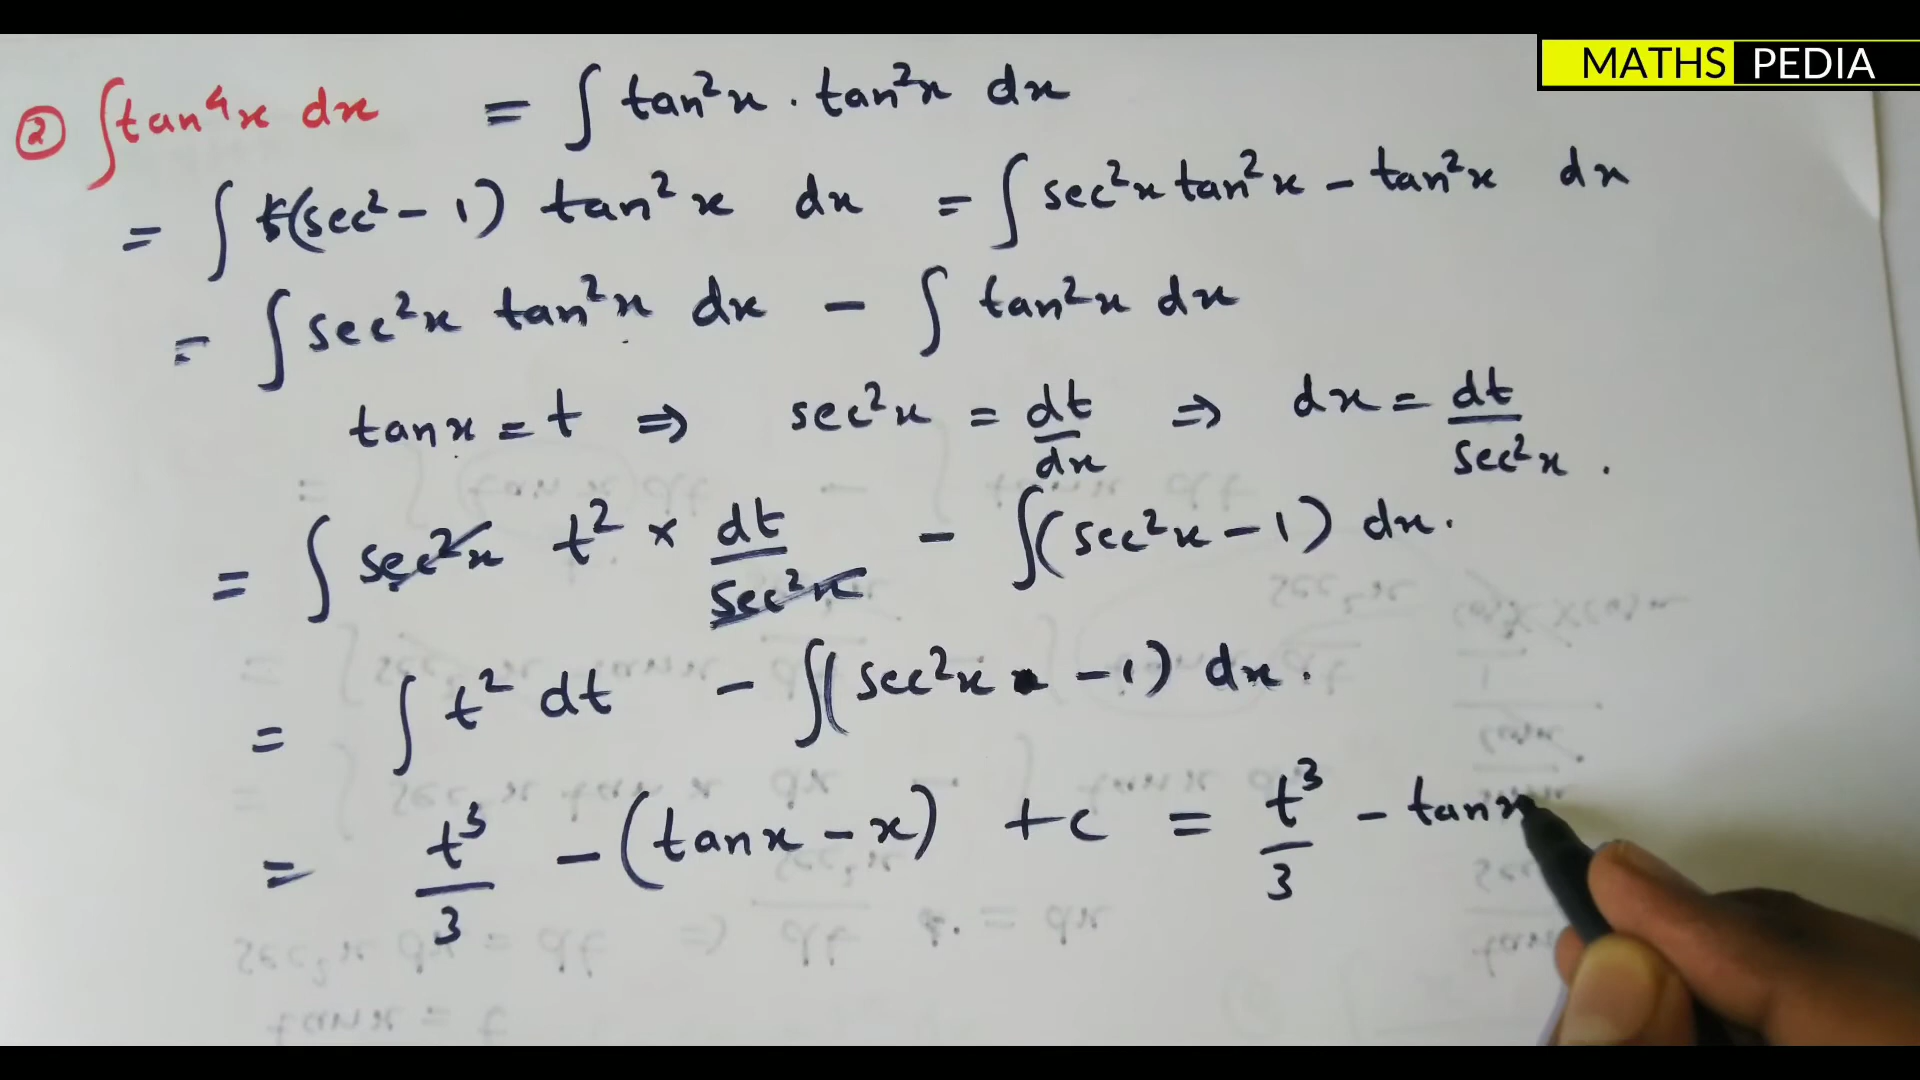 MATHS PEDIA
② ∫tan⁴x dx = ∫ tan²x . tan²x dx
= ∫ (sec² - 1) tan² x dx = ∫ sec²x tan²x - tan²x dx
= ∫ sec²x tan²x dx - ∫ tan²x dx
tanx = t ⇒ sec²x = dt/dx ⇒ dx = dt/sec²x .
= ∫ sec²x t² × dt/sec²x - ∫(sec²x - 1) dx.
= ∫ t² dt - ∫(sec²x -1) dx.
= t³/3 - (tanx - x) +c = t³/3 - tanx